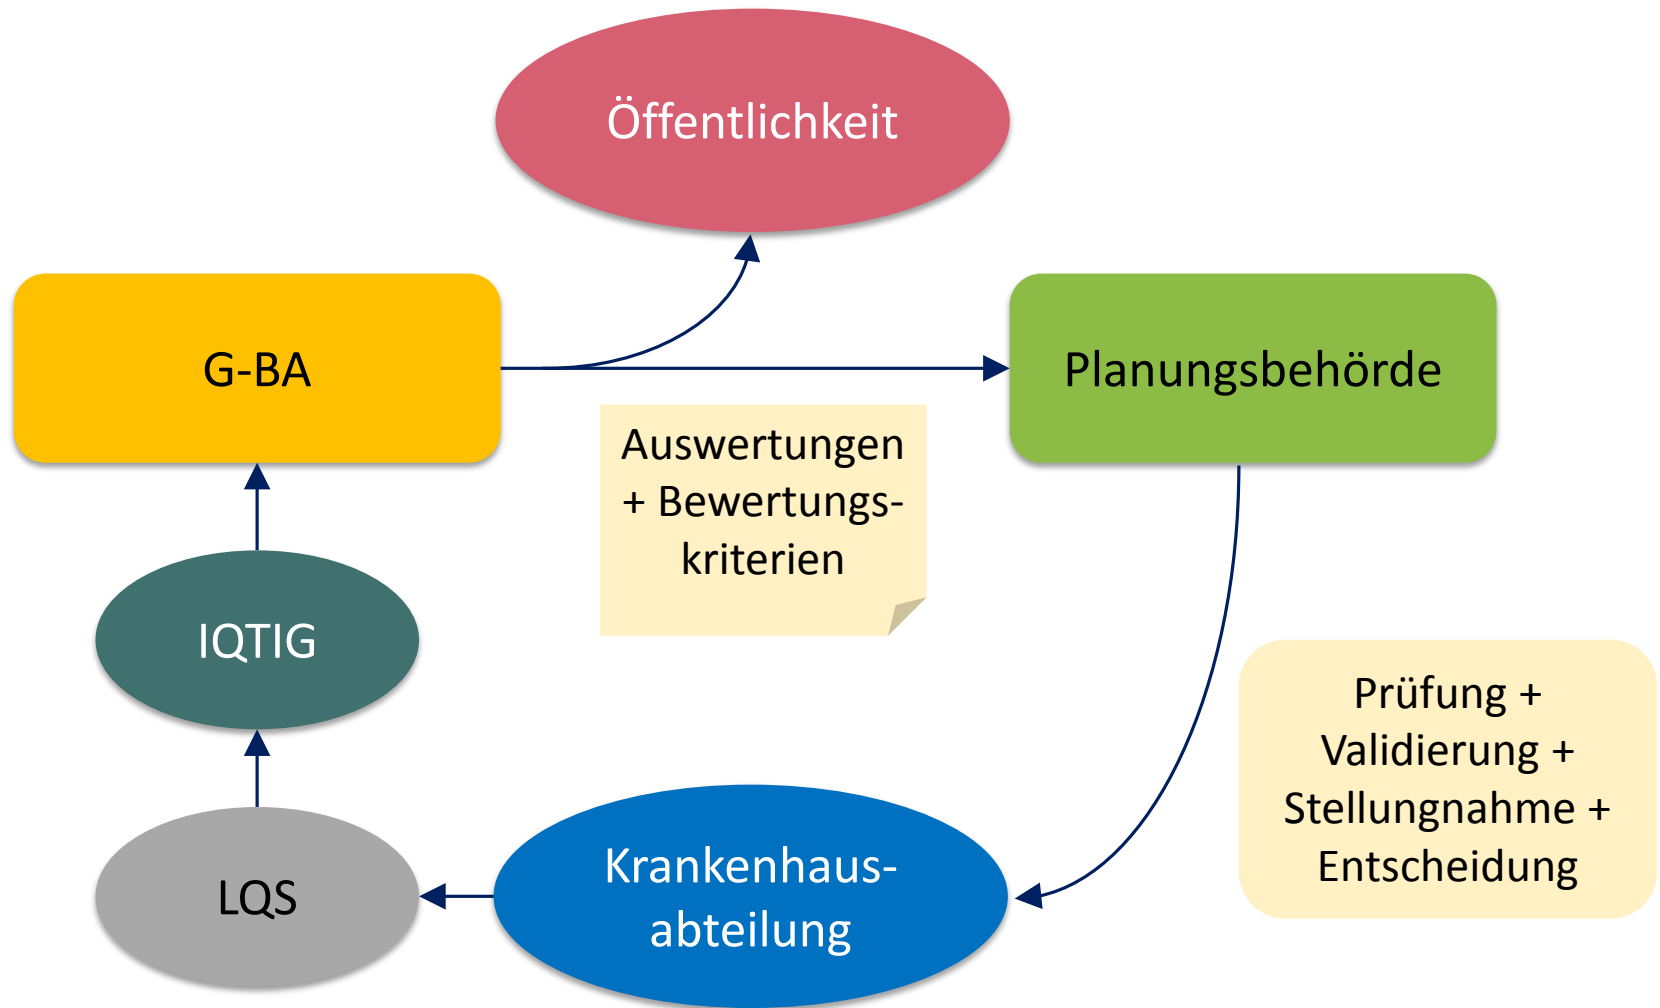 Öffentlichkeit
G-BA
Planungsbehörde
Auswertungen
+ Bewertungs-
kriterien
IQTIG
Prüfung +
Validierung +
Stellungnahme +
Entscheidung
Krankenhaus-
abteilung
LQS